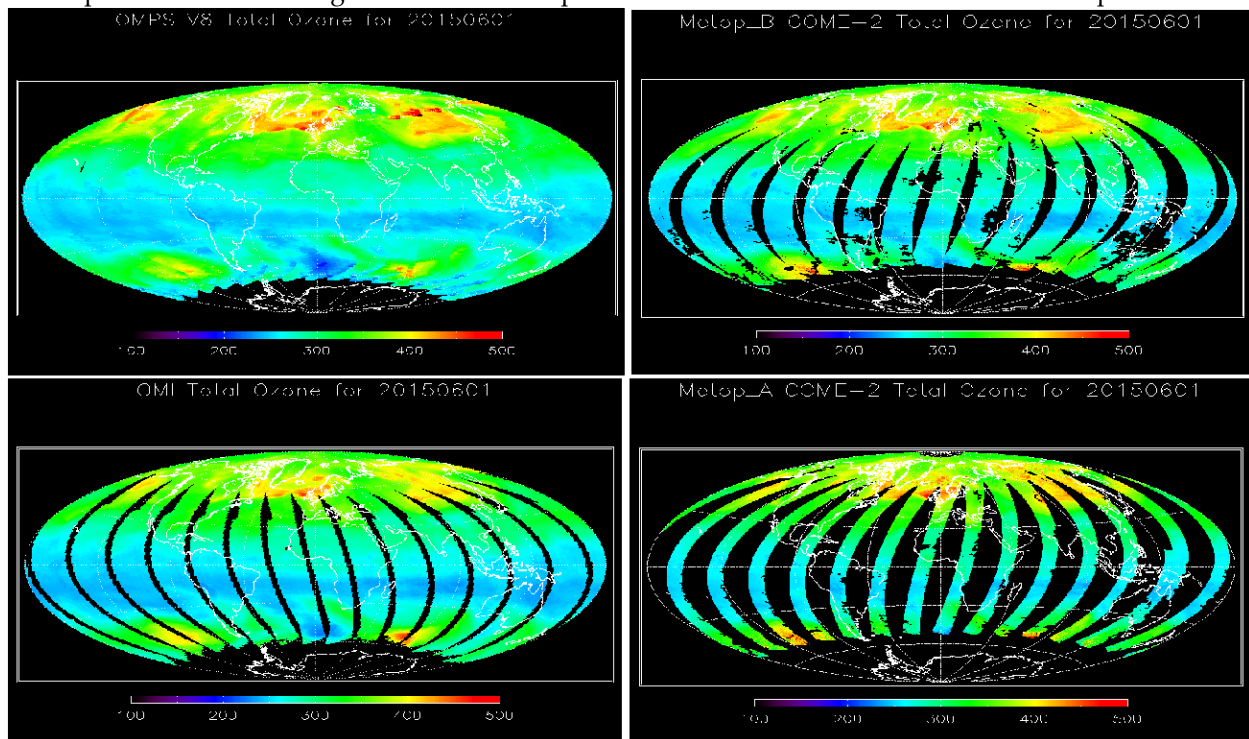 OMPS V8 Total Ozone for 20150601
100 200 300 400 500
Metop_B GOME-2 Total Ozone for 20150601
100 200 300 400 500
OMI Total Ozone for 20150601
100 200 300 400 500
Metop_A GOME-2 Total Ozone for 20150601
100 200 300 400 500